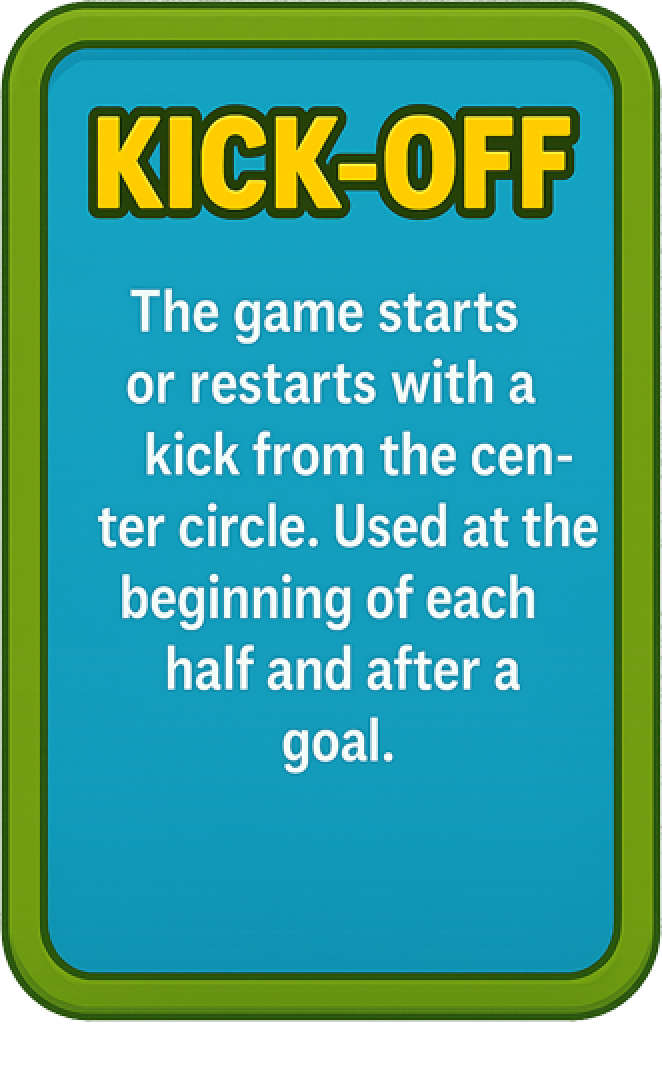 KICK-OFF
The game starts
or restarts with a
kick from the cen-
ter circle. Used at the
beginning of each
half and after a
goal.